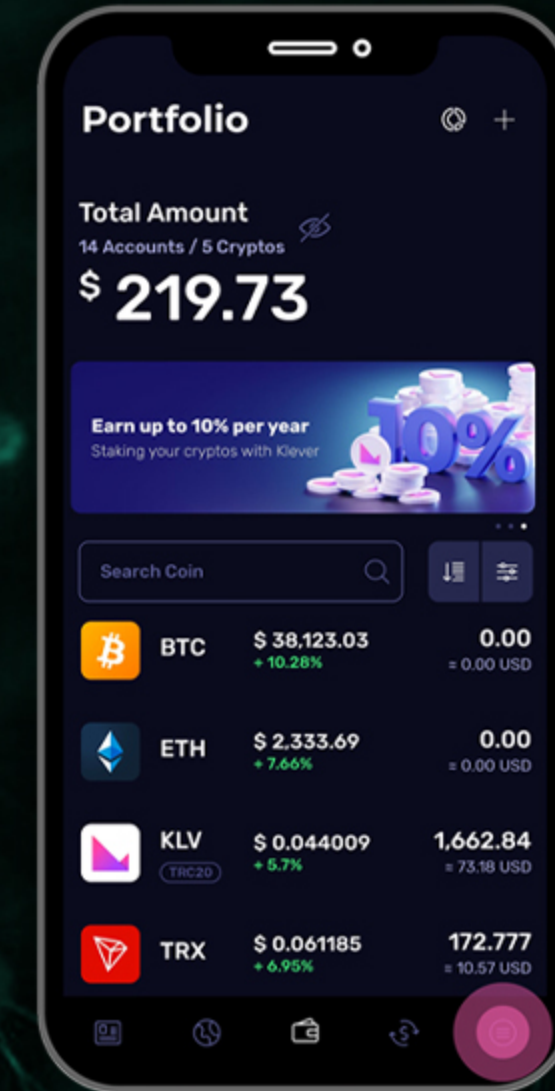 Portfolio
Total Amount
14 Accounts / 5 Cryptos
$ 219.73
Earn up to 10% per year
Staking your cryptos with Klever
10%
Search Coin
BTC $ 38,123.03 0.00
+ 10.28% = 0.00 USD
ETH $ 2,333.69 0.00
+ 7.66% = 0.00 USD
KLV $ 0.044009 1,662.84
TRC20 + 5.7% = 73.18 USD
TRX $ 0.061185 172.777
+ 6.95% = 10.57 USD